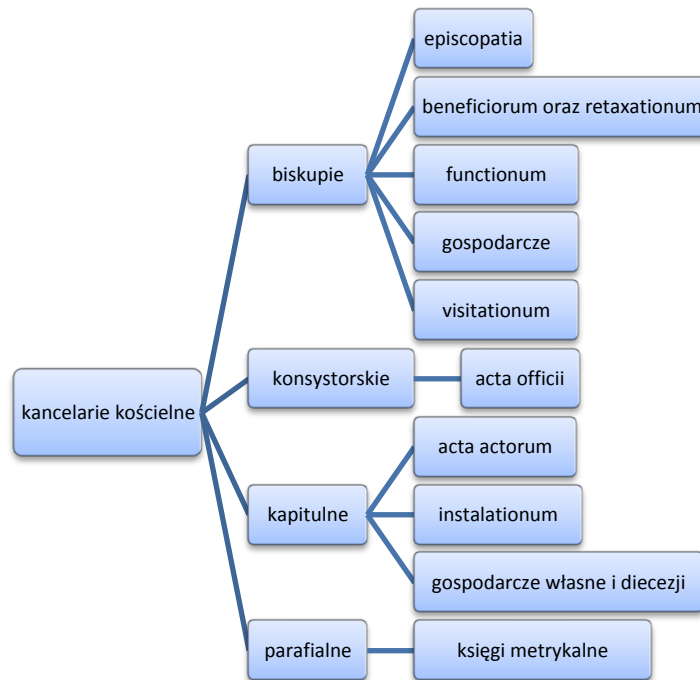 kancelarie kościelne
biskupie
episcopatia
beneficiorum oraz retaxationum
functionum
gospodarcze
visitationum
konsystorskie
acta officii
kapitulne
acta actorum
instalationum
gospodarcze własne i diecezji
parafialne
księgi metrykalne